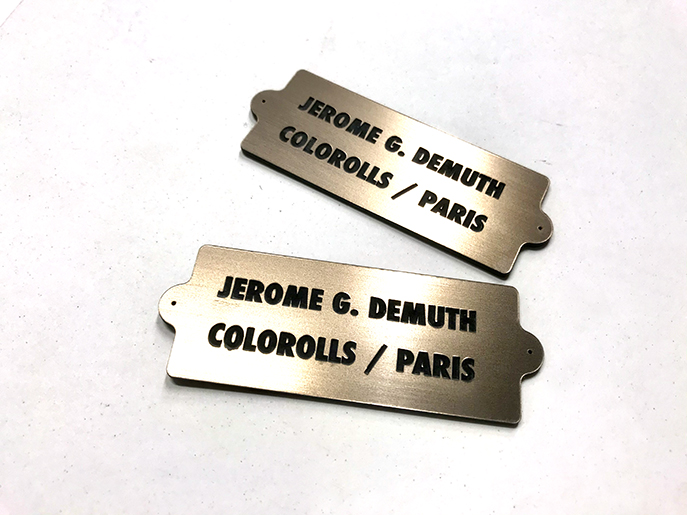 JEROME G. DEMUTH
COLOROLLS / PARIS
JEROME G. DEMUTH
COLOROLLS / PARIS